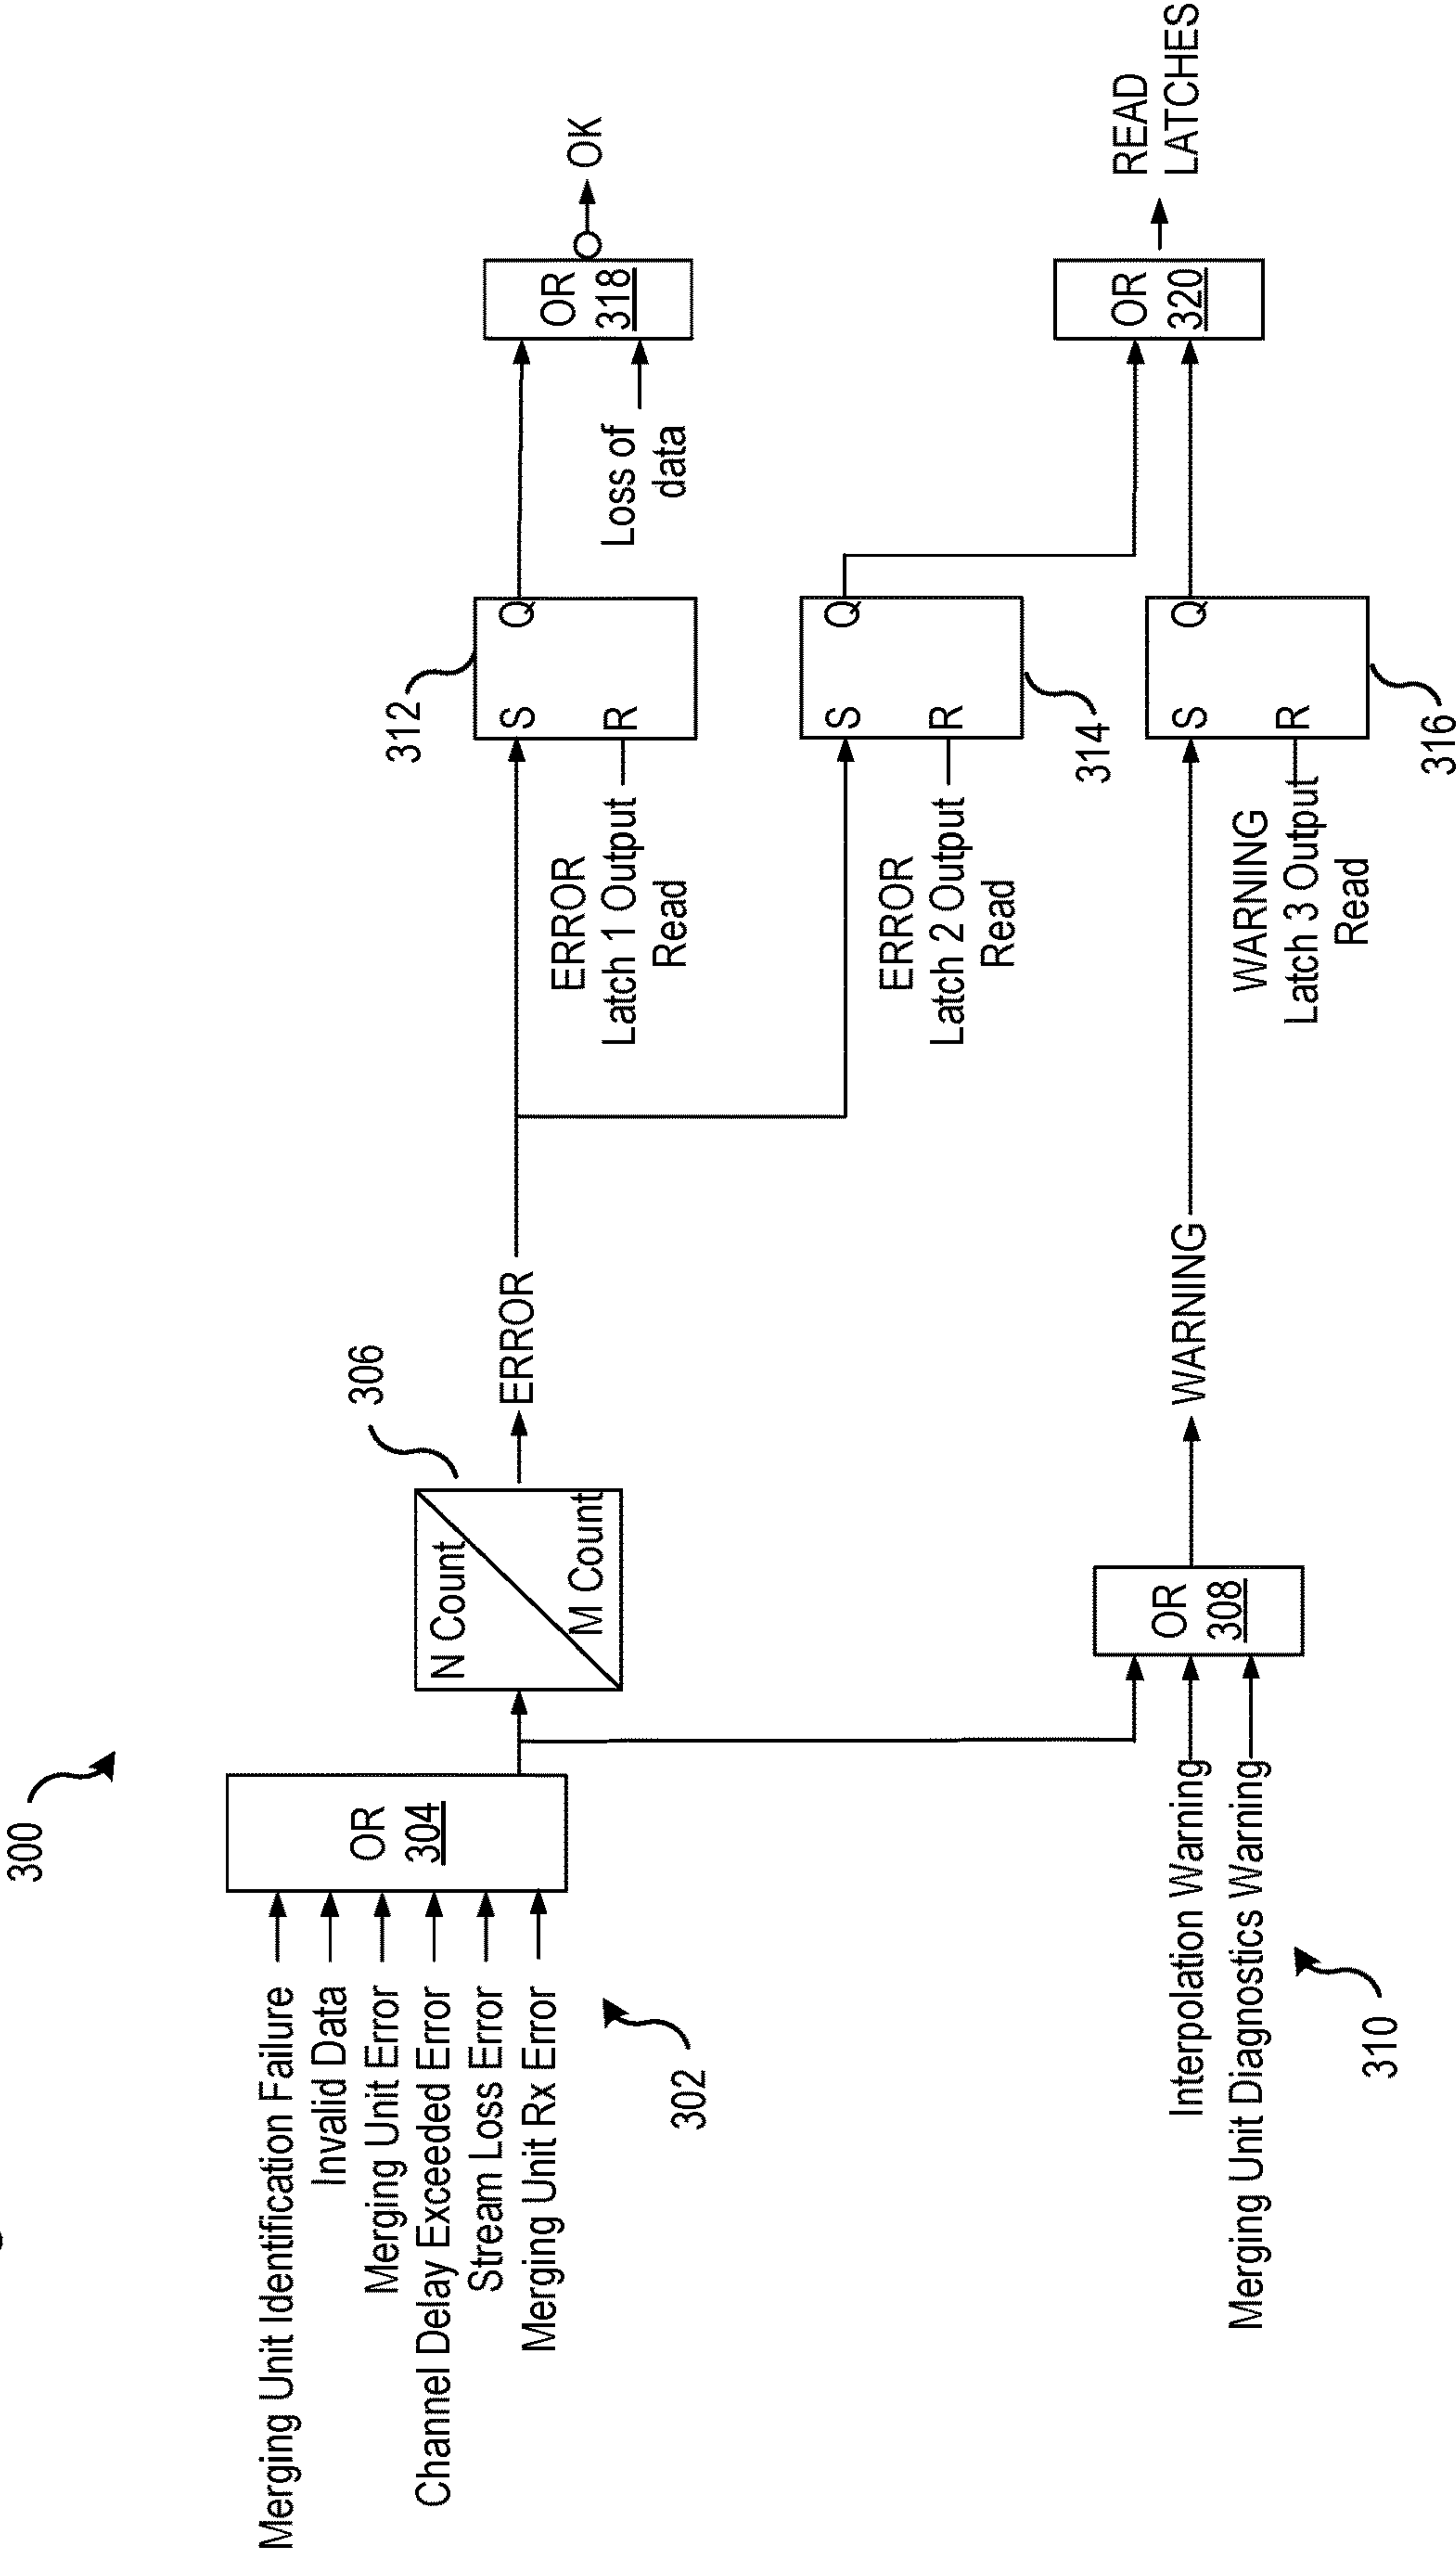 300
Merging Unit Identification Failure
Invalid Data
Merging Unit Error
Channel Delay Exceeded Error
Stream Loss Error
Merging Unit Rx Error
302
OR
304
N Count
M Count
306
ERROR
312
S
Q
R
ERROR
Latch 1 Output
Read
OR
318
Loss of
data
OK
S
Q
R
ERROR
Latch 2 Output
Read
314
Interpolation Warning
Merging Unit Diagnostics Warning
310
OR
308
WARNING
S
Q
R
WARNING
Latch 3 Output
Read
316
OR
320
READ
LATCHES